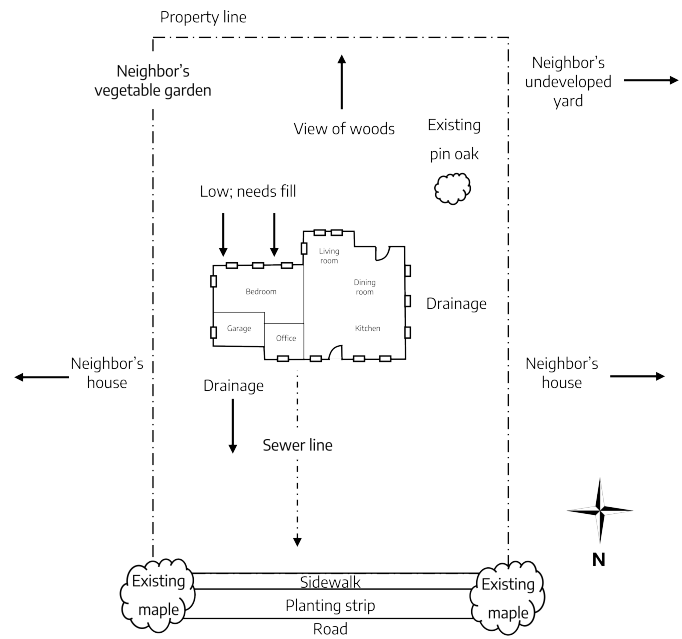 Property line
Neighbor's
vegetable garden
Neighbor's
undeveloped
yard
View of woods
Existing
pin oak
Low; needs fill
Living
room
Bedroom
Dining
room
Garage
Office
Kitchen
Drainage
Neighbor's
house
Neighbor's
house
Drainage
Sewer line
N
Existing
maple
Sidewalk
Planting strip
Road
Existing
maple